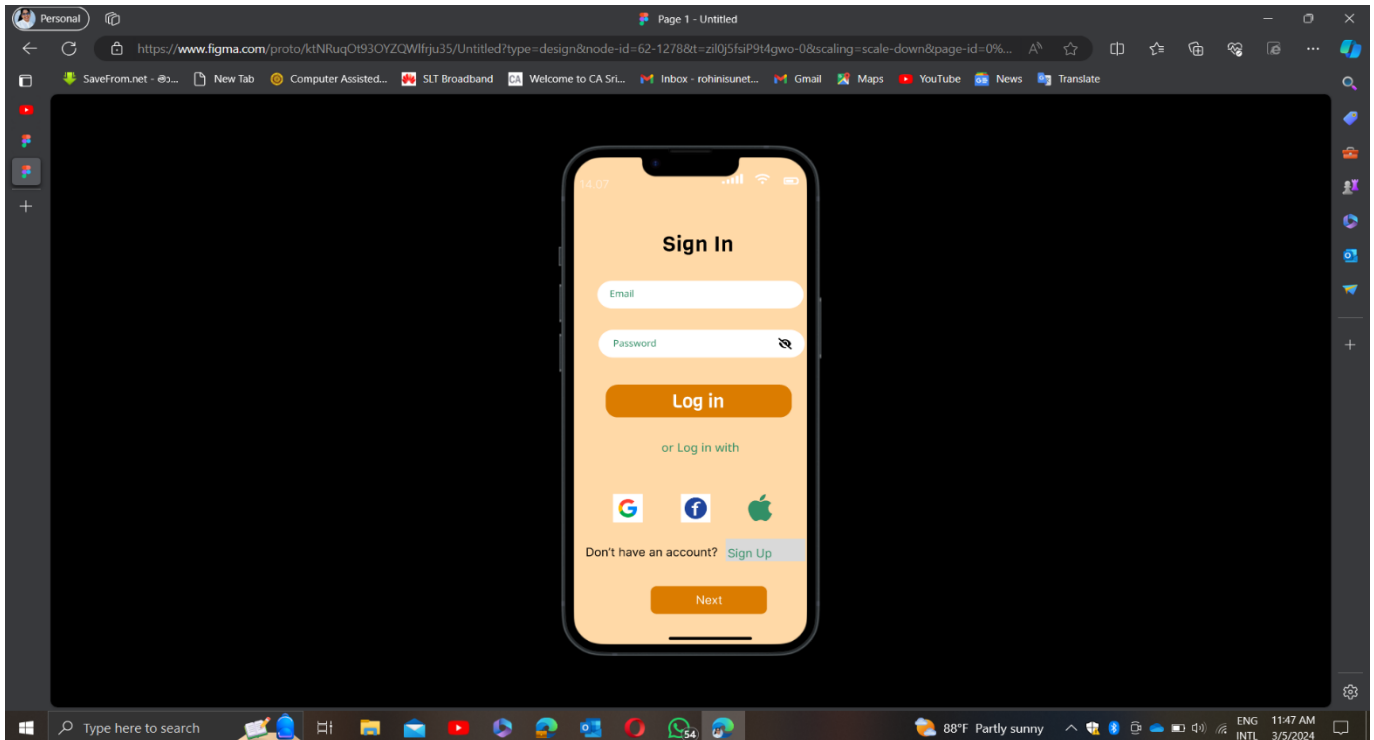 Personal
Page 1 - Untitled
https://www.figma.com/proto/ktNRuqOt93OYZQWlfrju35/Untitled?type=design&node-id=62-1278&t=zil0j5fsiP9t4gwo-0&scaling=scale-down&page-id=0%...
SaveFrom.net - මා... New Tab Computer Assisted... SLT Broadband CA Welcome to CA Sri... Inbox - rohinisunet... Gmail Maps YouTube News Translate
14:07
Sign In
Email
Password
Log in
or Log in with
G f
Don't have an account? Sign Up
Next
Type here to search
54
88°F Partly sunny
ENG
INTL
11:47 AM
3/5/2024